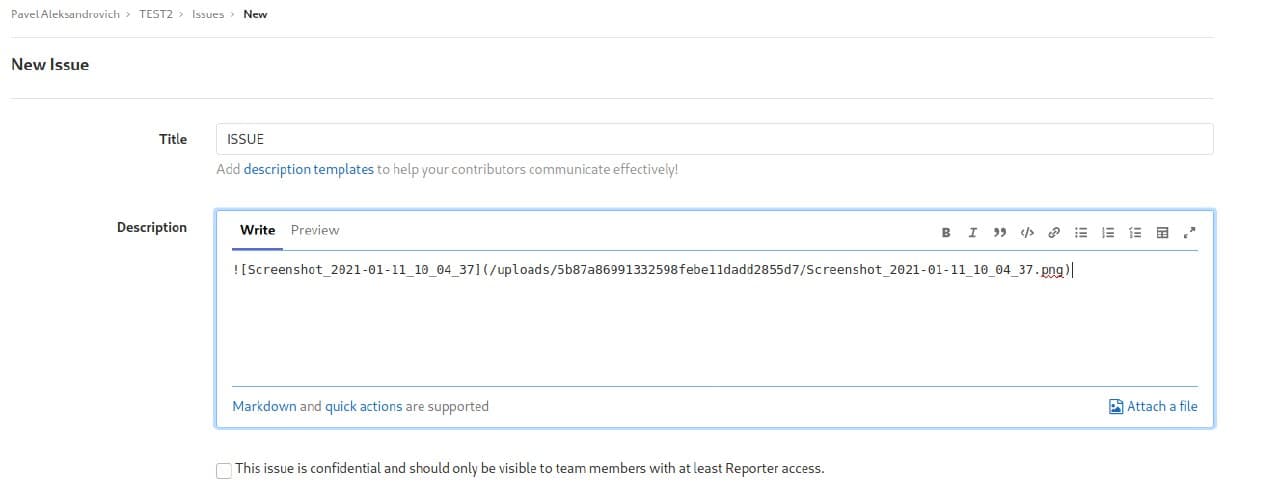 Pavel Aleksandrovich > TEST2 > Issues > New
New Issue
Title ISSUE
Add description templates to help your contributors communicate effectively!
Description Write Preview
![Screenshot_2021-01-11_10_04_37](/uploads/5b87a86991332598febe11dadd2855d7/Screenshot_2021-01-11_10_04_37.png)
Markdown and quick actions are supported Attach a file
This issue is confidential and should only be visible to team members with at least Reporter access.